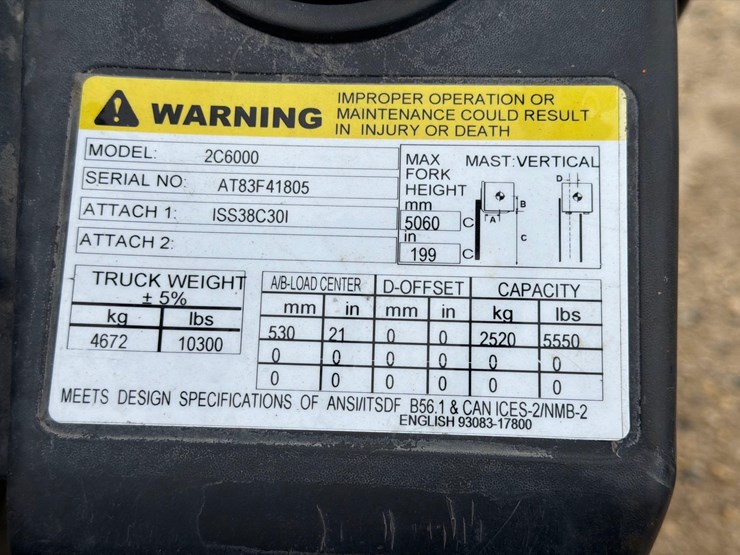 WARNING
IMPROPER OPERATION OR
MAINTENANCE COULD RESULT
IN INJURY OR DEATH
MODEL: 2C6000
SERIAL NO: AT83F41805
ATTACH 1: ISS38C30I
ATTACH 2:
MAX
FORK
HEIGHT
mm
5060 C
in
199 C
MAST:VERTICAL
D
A
B
C
TRUCK WEIGHT
± 5%
kg lbs
4672 10300
A/B-LOAD CENTER D-OFFSET CAPACITY
mm in mm in kg lbs
530 21 0 0 2520 5550
0 0 0 0 0 0
0 0 0 0 0 0
MEETS DESIGN SPECIFICATIONS OF ANSI/ITSDF B56.1 & CAN ICES-2/NMB-2
ENGLISH 93083-17800